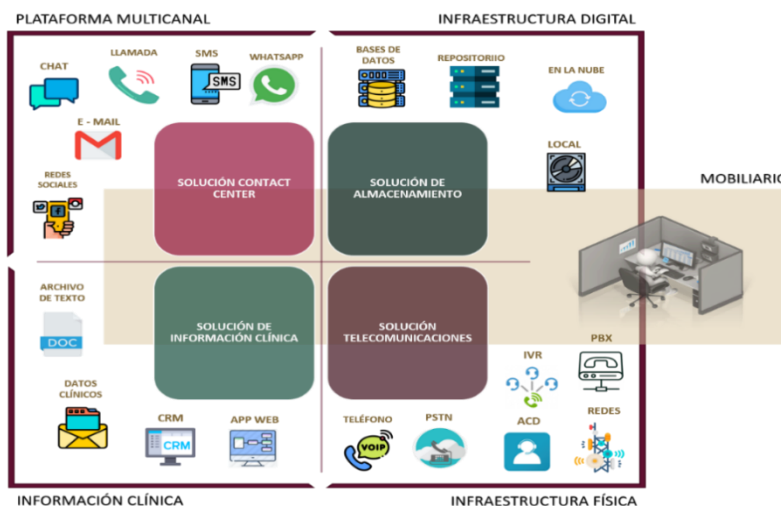 PLATAFORMA MULTICANAL
INFRAESTRUCTURA DIGITAL
CHAT
LLAMADA
SMS
SMS
WHATSAPP
E - MAIL
REDES
SOCIALES
BASES DE
DATOS
REPOSITORIIO
EN LA NUBE
LOCAL
SOLUCIÓN CONTACT
CENTER
SOLUCIÓN DE
ALMACENAMIENTO
MOBILIARIO
ARCHIVO
DE TEXTO
DOC
DATOS
CLÍNICOS
CRM
CRM
APP WEB
SOLUCIÓN DE
INFORMACIÓN CLÍNICA
SOLUCIÓN
TELECOMUNICACIONES
TELÉFONO
VOIP
PSTN
IVR
ACD
PBX
REDES
INFORMACIÓN CLÍNICA
INFRAESTRUCTURA FÍSICA